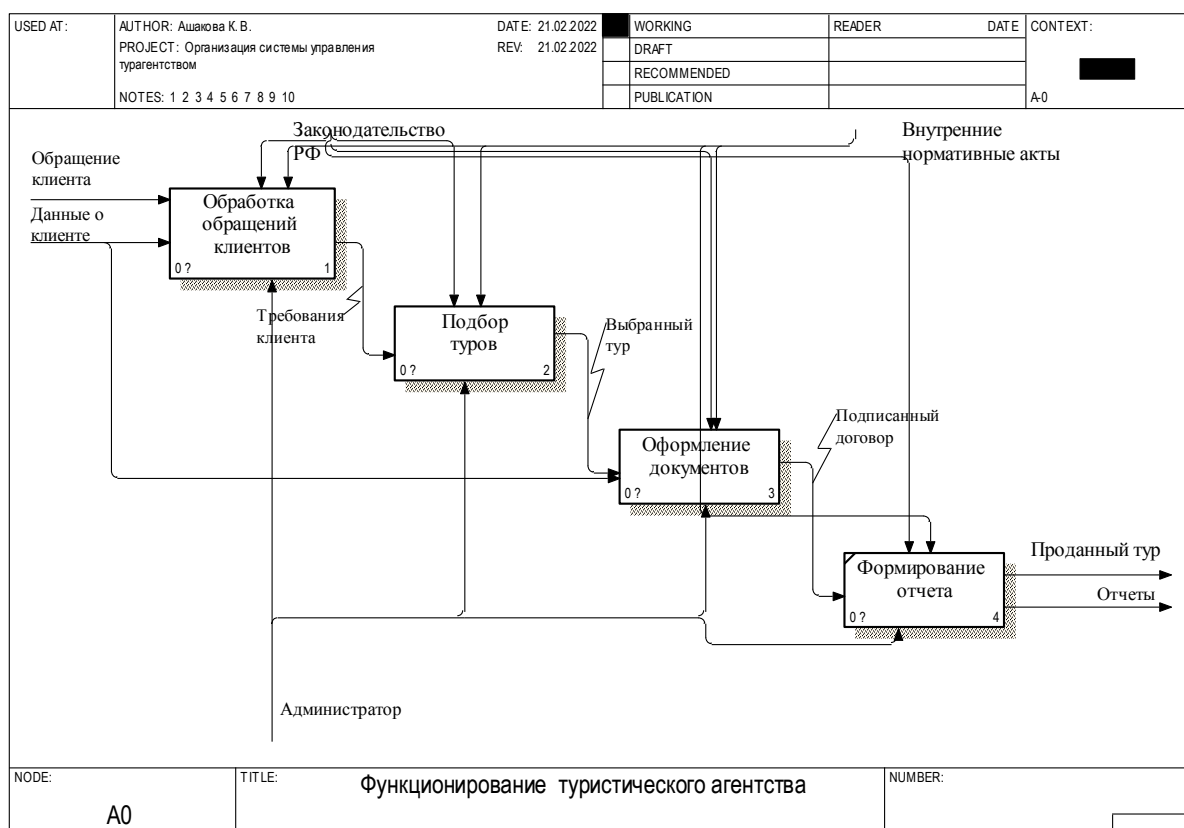 USED AT:
AUTHOR: Ашакова К.В.
DATE: 21.02.2022
REV: 21.02.2022
PROJECT: Организация системы управления
турагентством
NOTES: 1 2 3 4 5 6 7 8 9 10
WORKING
DRAFT
RECOMMENDED
PUBLICATION
READER
DATE
CONTEXT:
A-0
Законодательство
РФ
Внутренние
нормативные акты
Обращение
клиента
Данные о
клиенте
Обработка
обращений
клиентов
0 ?
1
Требования
клиента
Подбор
туров
0 ?
2
Выбранный
тур
Оформление
документов
0 ?
3
Подписанный
договор
Формирование
отчета
0 ?
4
Проданный тур
Отчеты
Администратор
NODE:
A0
TITLE:
Функционирование туристического агентства
NUMBER: